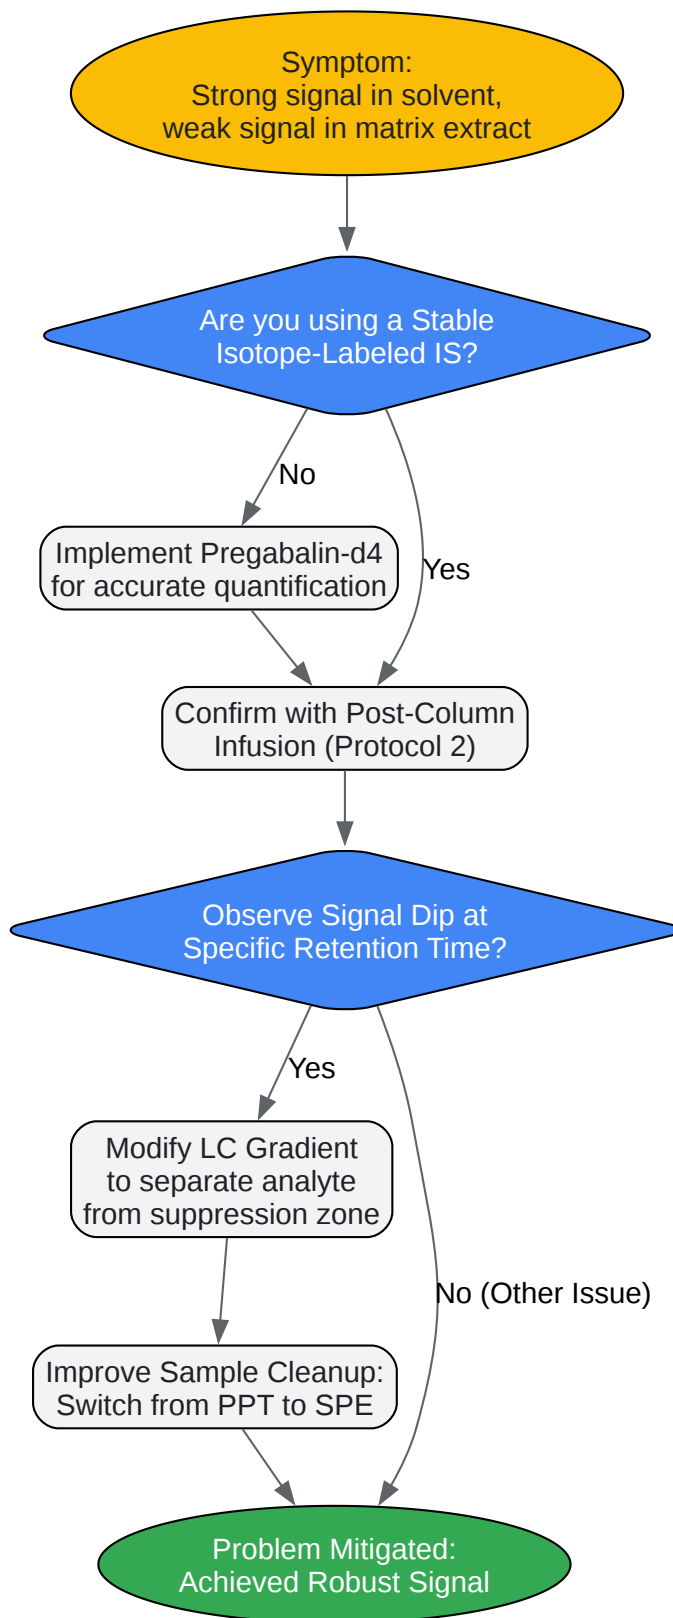 Symptom:
Strong signal in solvent,
weak signal in matrix extract
Are you using a Stable
Isotope-Labeled IS?
No
Implement Pregabalin-d4
for accurate quantification
Yes
Confirm with Post-Column
Infusion (Protocol 2)
Observe Signal Dip at
Specific Retention Time?
Yes
Modify LC Gradient
to separate analyte
from suppression zone
No (Other Issue)
Improve Sample Cleanup:
Switch from PPT to SPE
Problem Mitigated:
Achieved Robust Signal